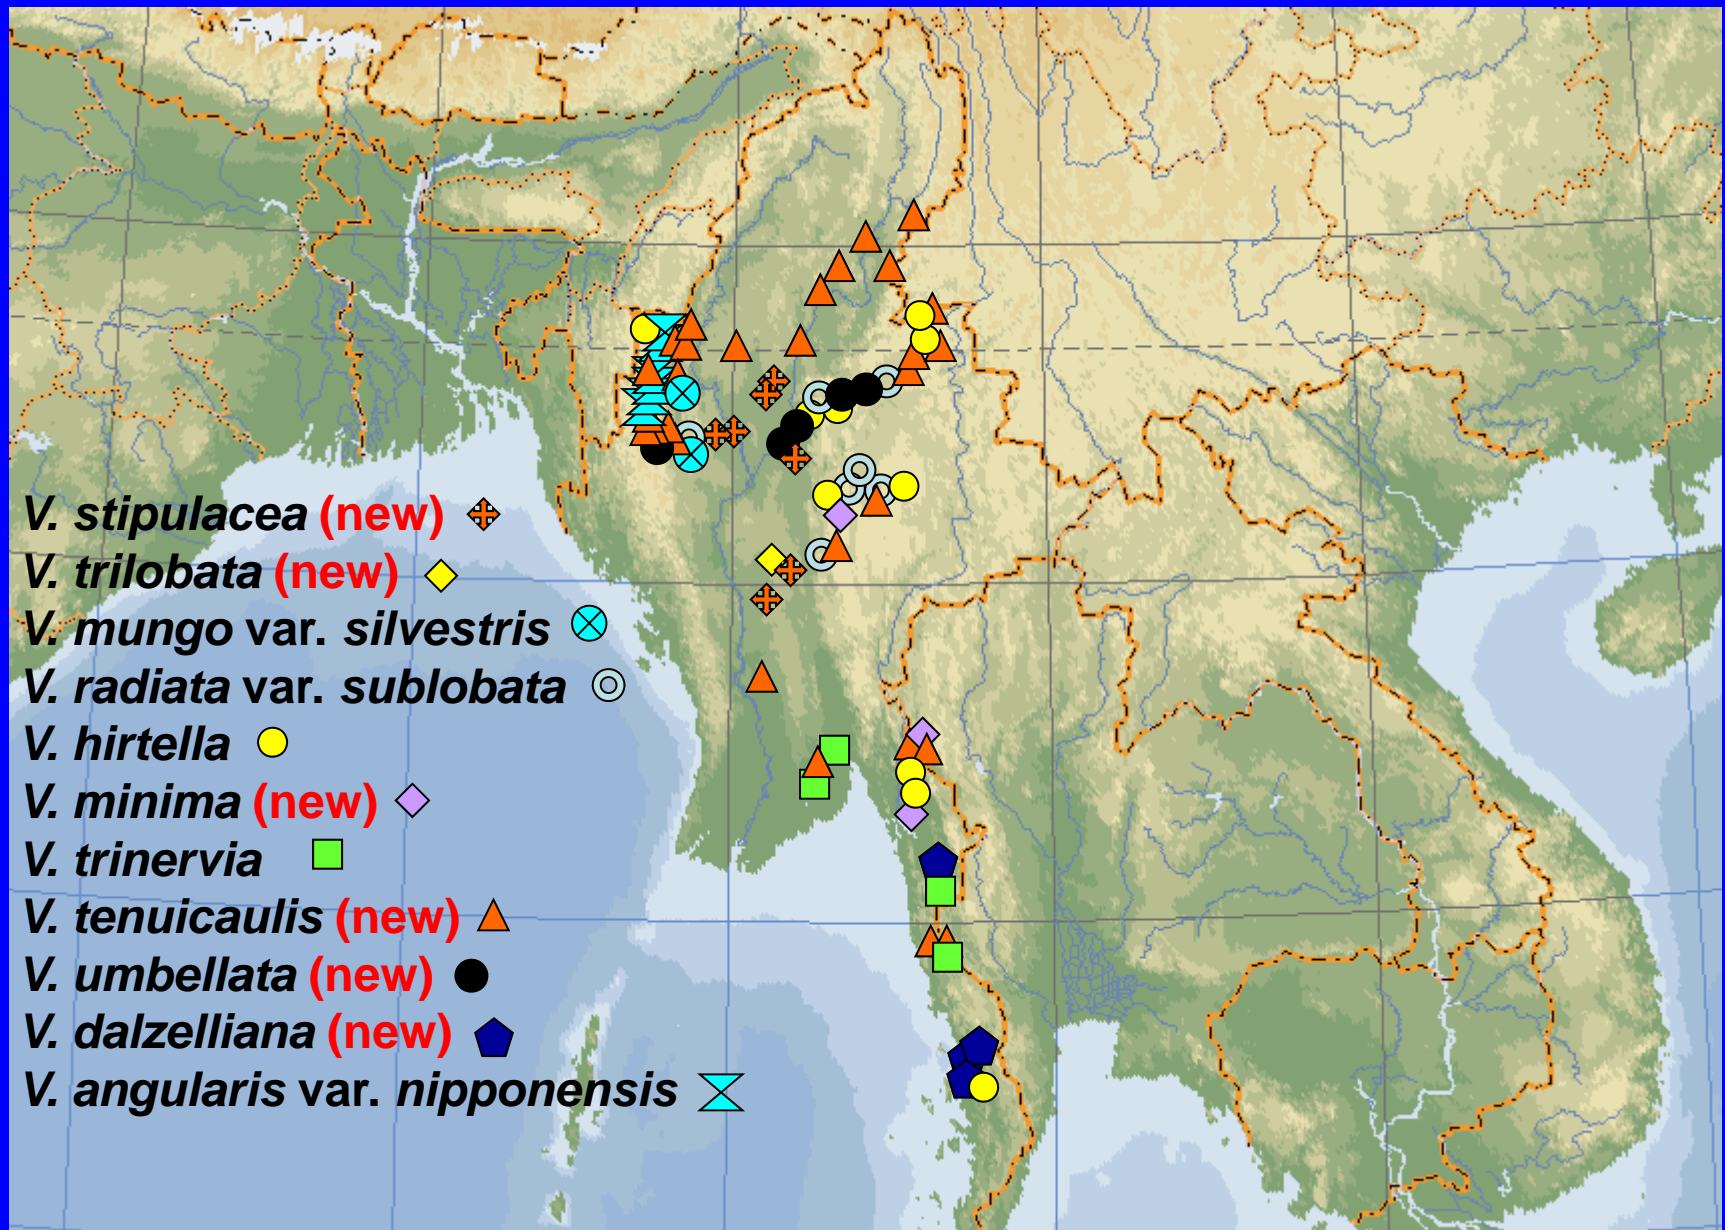 V. stipulacea (new)
V. trilobata (new)
V. mungo var. silvestris
V. radiata var. sublobata
V. hirtella
V. minima (new)
V. trinervia
V. tenuicaulis (new)
V. umbellata (new)
V. dalzelliana (new)
V. angularis var. nipponensis